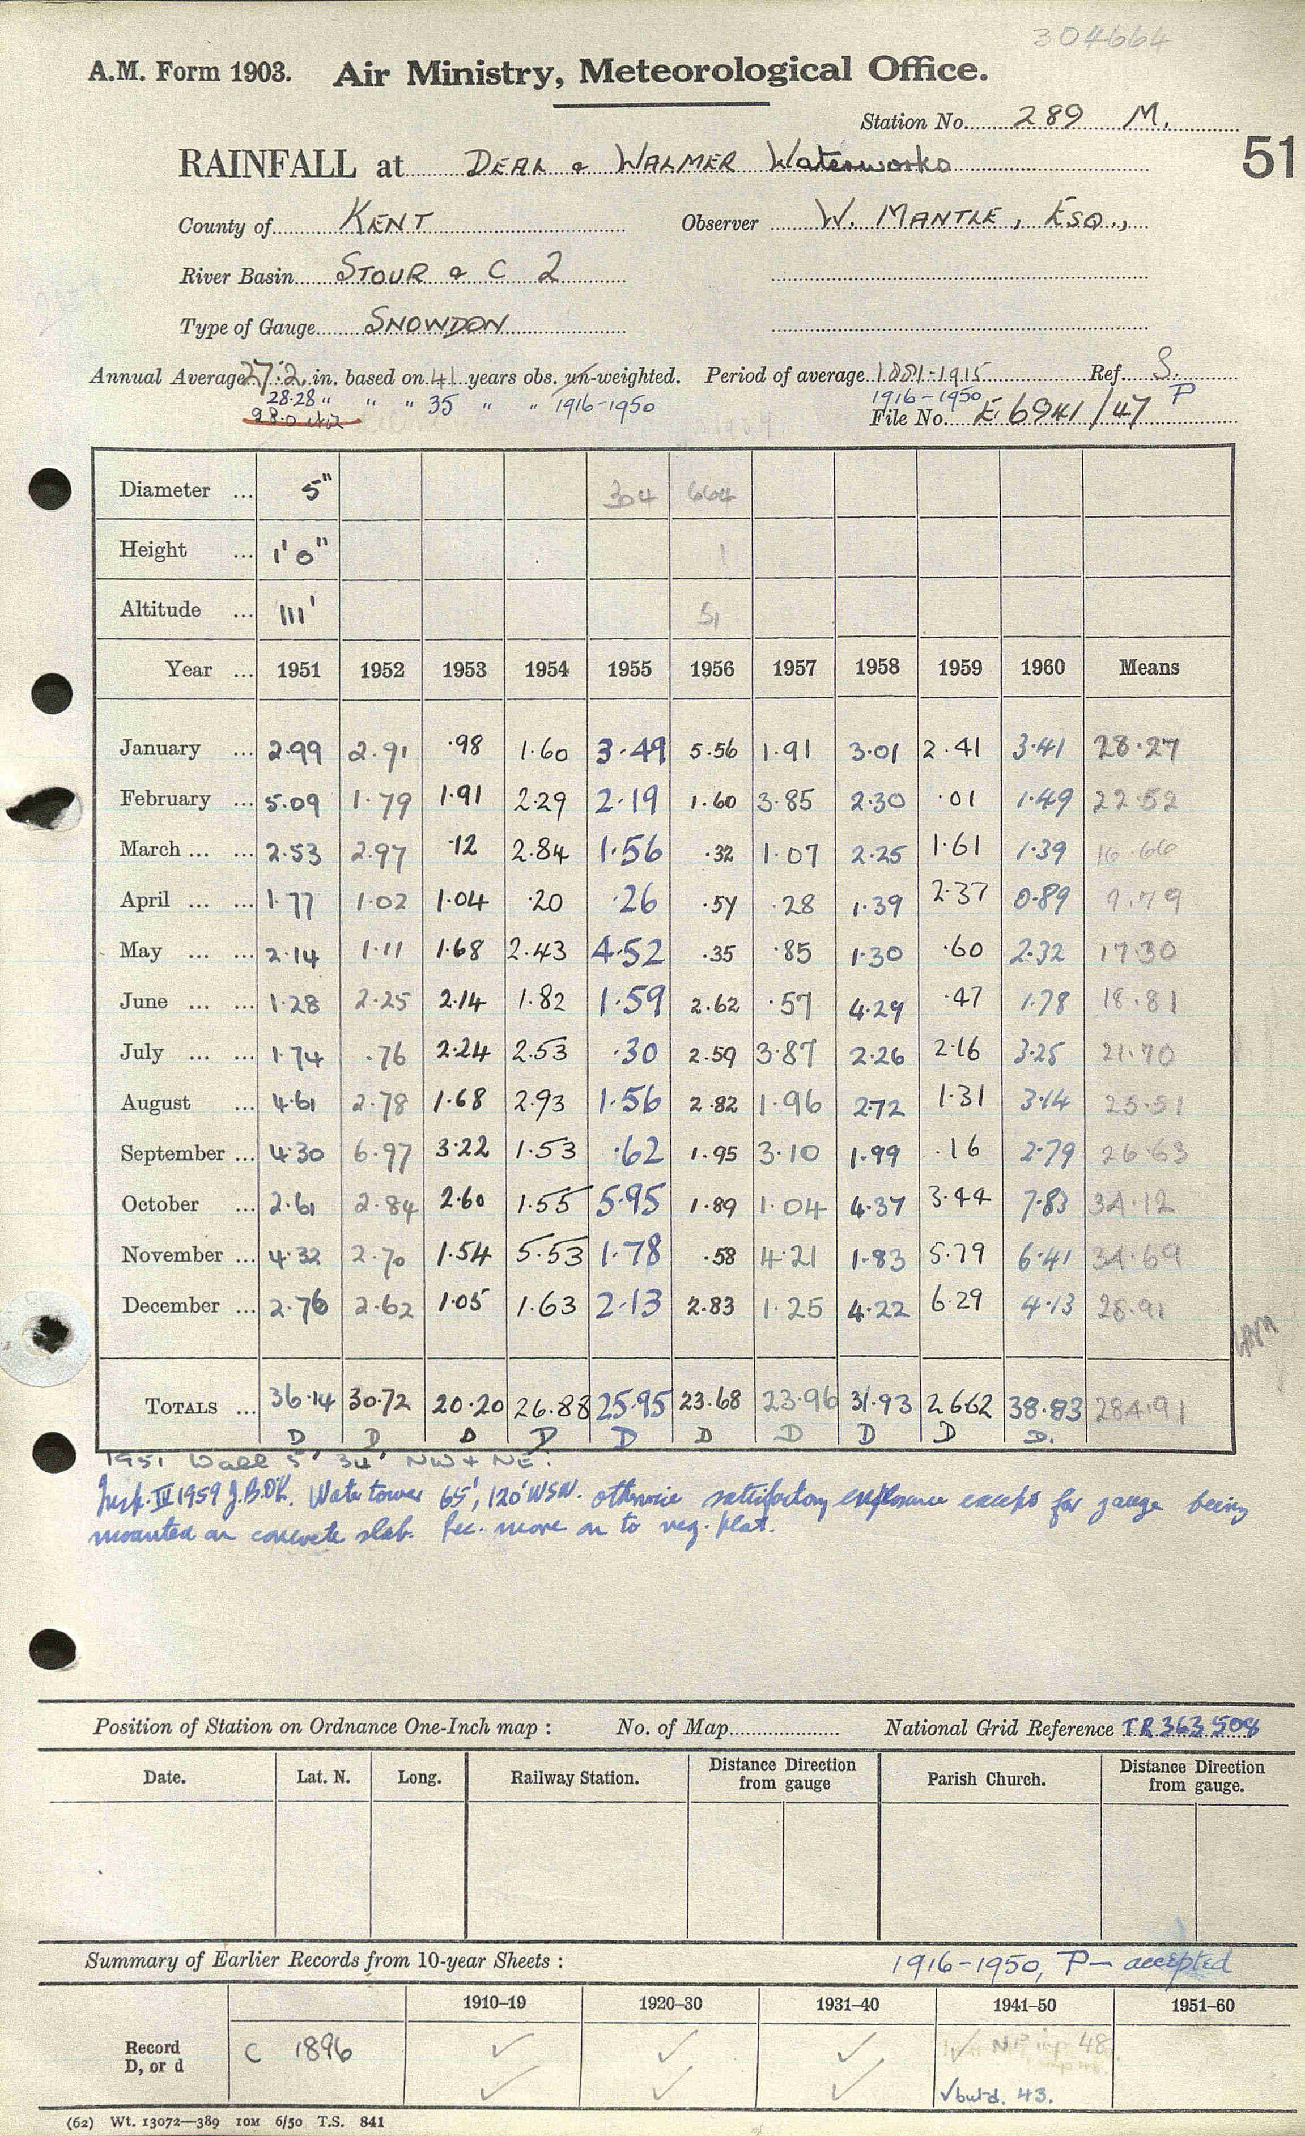 304664
A.M. Form 1903. Air Ministry, Meteorological Office.
Station No. 289 M.
51
RAINFALL at DEAL & WALMER Waterworks
County of KENT Observer W. MANTLE, ESQ.,
River Basin STOUR & C 2
Type of Gauge SNOWDON
Annual Average 27.2 in. based on 41 years obs. un-weighted. Period of average 1881-1915 Ref. S.
28.28 " " " 35 " " 1916-1950 1916-1950 P
File No. E 6941/47
Diameter ... 5" 304 664
Height ... 1' 0" 1
Altitude ... 111' 51
Year ... 1951 1952 1953 1954 1955 1956 1957 1958 1959 1960 Means
January ... 2.99 2.91 .98 1.60 3.49 5.56 1.91 3.01 2.41 3.41 28.27
February ... 5.09 1.79 1.91 2.29 2.19 1.60 3.85 2.30 .01 1.49 22.52
March ... ... 2.53 2.97 .12 2.84 1.56 .32 1.07 2.25 1.61 1.39 16.66
April ... ... 1.77 1.02 1.04 .20 .26 .57 .28 1.39 2.37 0.89 9.79
May ... ... 2.14 1.11 1.68 2.43 4.52 .35 .85 1.30 .60 2.32 17.30
June ... ... 1.28 2.25 2.14 1.82 1.59 2.62 .57 4.29 .47 1.78 18.81
July ... ... 1.74 .76 2.24 2.53 .30 2.59 3.87 2.26 2.16 3.25 21.70
August ... 4.61 2.78 1.68 2.93 1.56 2.82 1.96 2.72 1.31 3.14 25.51
September ... 4.30 6.97 3.22 1.53 .62 1.95 3.10 1.99 .16 2.79 26.63
October ... 2.61 2.84 2.60 1.55 5.95 1.89 1.04 4.37 3.44 7.83 34.12
November ... 4.32 2.70 1.54 5.53 1.78 .58 4.21 1.83 5.79 6.41 34.69
December ... 2.76 2.62 1.05 1.63 2.13 2.83 1.25 4.22 6.29 4.13 28.91
TOTALS ... 36.14 30.72 20.20 26.88 25.95 23.68 23.96 31.93 26.62 38.83 284.91
D D D D D D D D D D.
1951 Wall 5' 34' NW & NE.
Insp. IV 1959 J.B.O'K. Water tower 65', 120' WSW. otherwise satisfactory exposure except for gauge being
mounted on concrete slab. Rec. move on to veg. plat.
Position of Station on Ordnance One-Inch map : No. of Map National Grid Reference TR 363 508
Date. Lat. N. Long. Railway Station. Distance Direction from gauge Parish Church. Distance Direction from gauge.
Summary of Earlier Records from 10-year Sheets : 1916-1950, P - accepted
1910–19 1920–30 1931–40 1941–50 1951–60
Record D, or d C 1896 ✓ ✓ ✓ ✓ 48
✓ ✓ ✓ ✓ 43.
(62) Wt. 13072—389 10M 6/50 T.S. 841